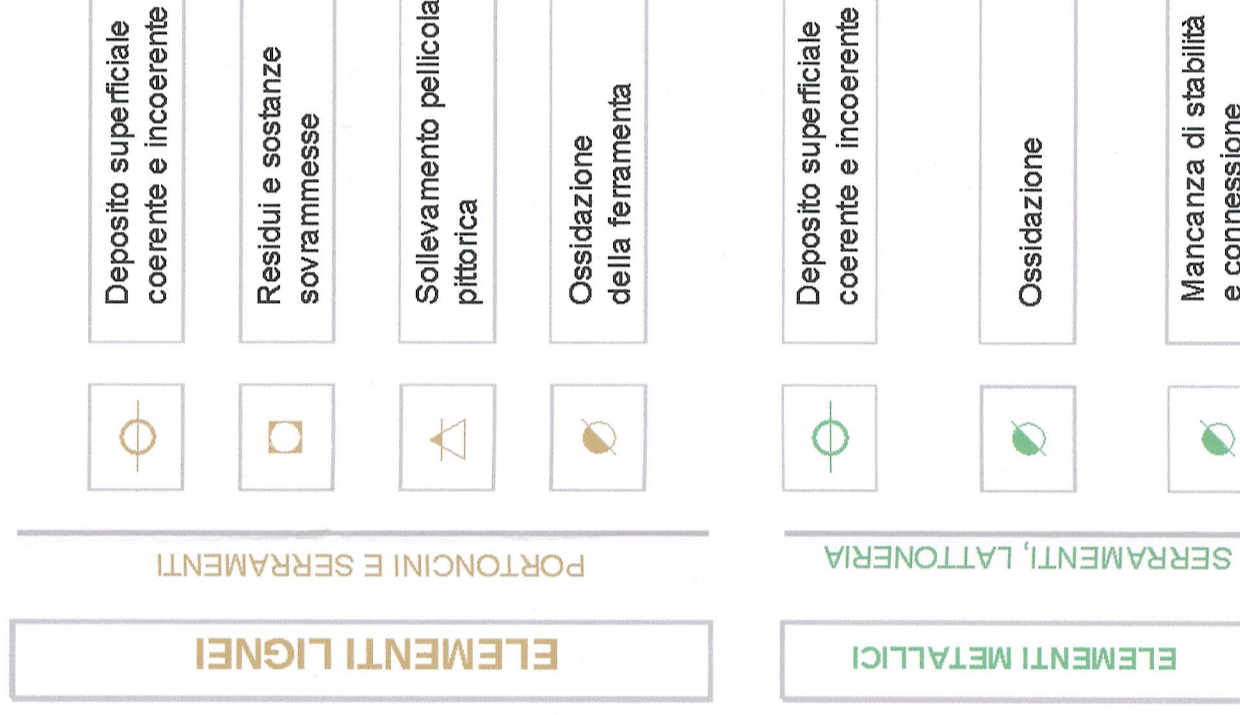 ELEMENTI LIGNEI
PORTONCINI E SERRAMENTI
Deposito superficiale
coerente e incoerente
Residui e sostanze
sovrammesse
Sollevamento pellicola
pittorica
Ossidazione
della ferramenta
ELEMENTI METALLICI
SERRAMENTI, LATTONERIA
Deposito superficiale
coerente e incoerente
Ossidazione
Mancanza di stabilità
e connessione